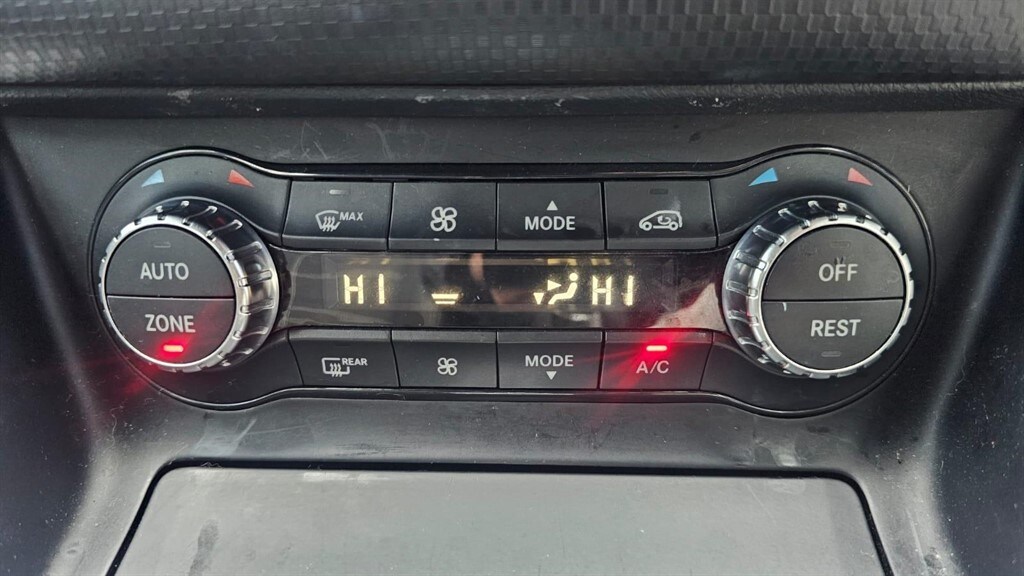 MAX
MODE
AUTO
ZONE
HI
HI
OFF
REST
REAR
MODE
A/C